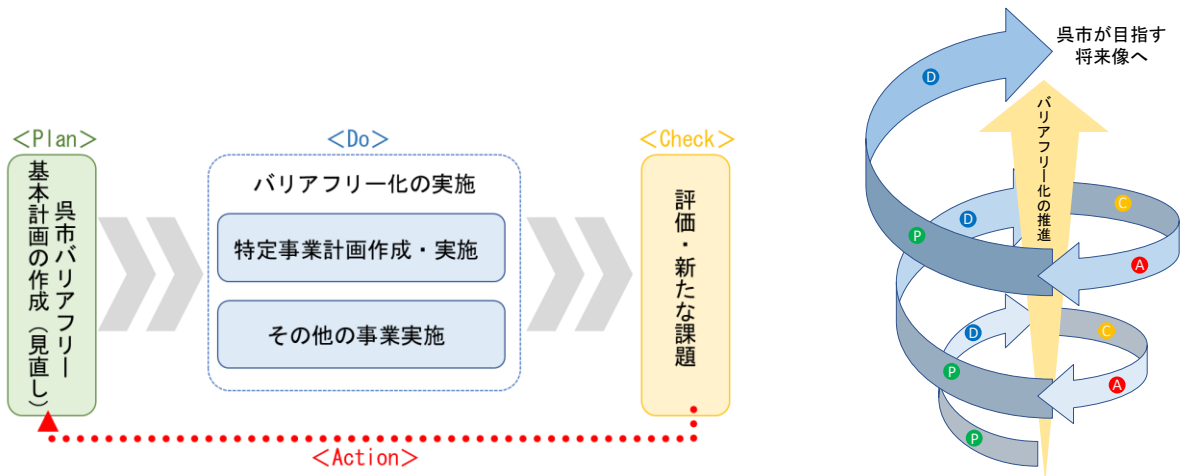 <Plan>
呉市バリアフリー
基本計画の作成（見直し）
<Do>
バリアフリー化の実施
特定事業計画作成・実施
その他の事業実施
<Check>
評価・新たな課題
<Action>
呉市が目指す
将来像へ
バリアフリー化の推進
D
D
C
P
A
D
C
P
A
P